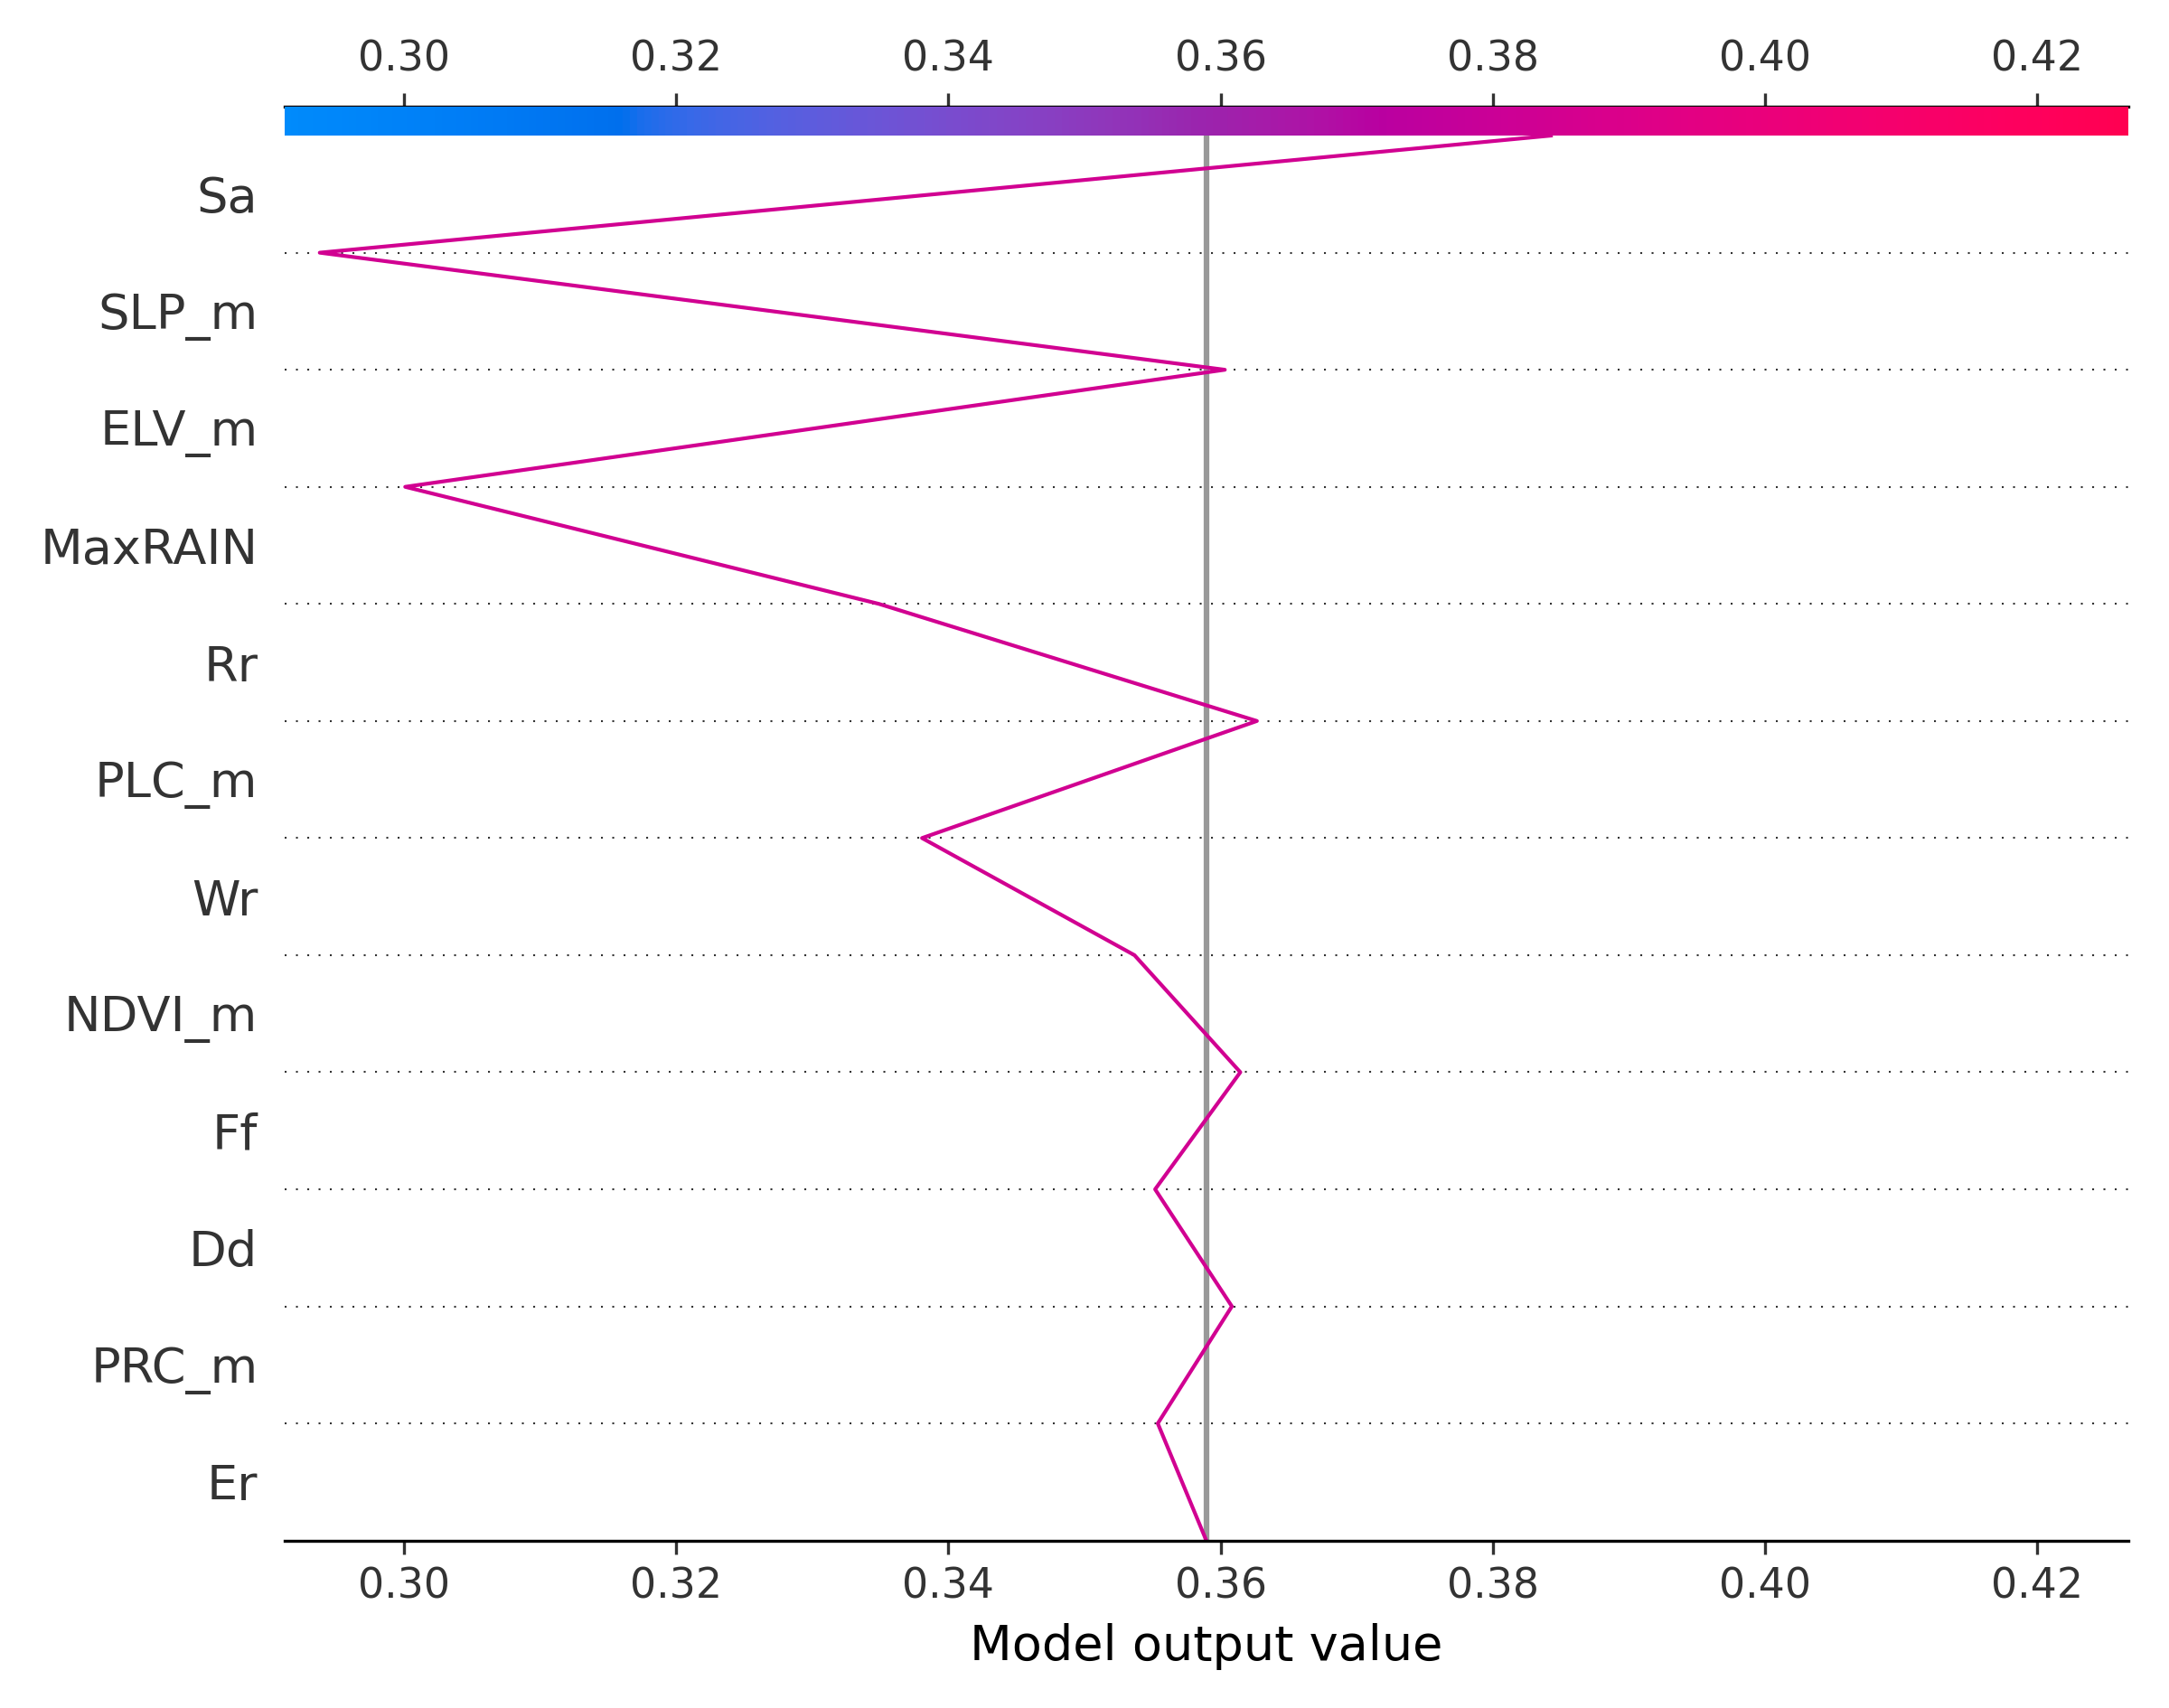 0.30 0.32 0.34 0.36 0.38 0.40 0.42
Sa
SLP_m
ELV_m
MaxRAIN
Rr
PLC_m
Wr
NDVI_m
Ff
Dd
PRC_m
Er
0.30 0.32 0.34 0.36 0.38 0.40 0.42
Model output value